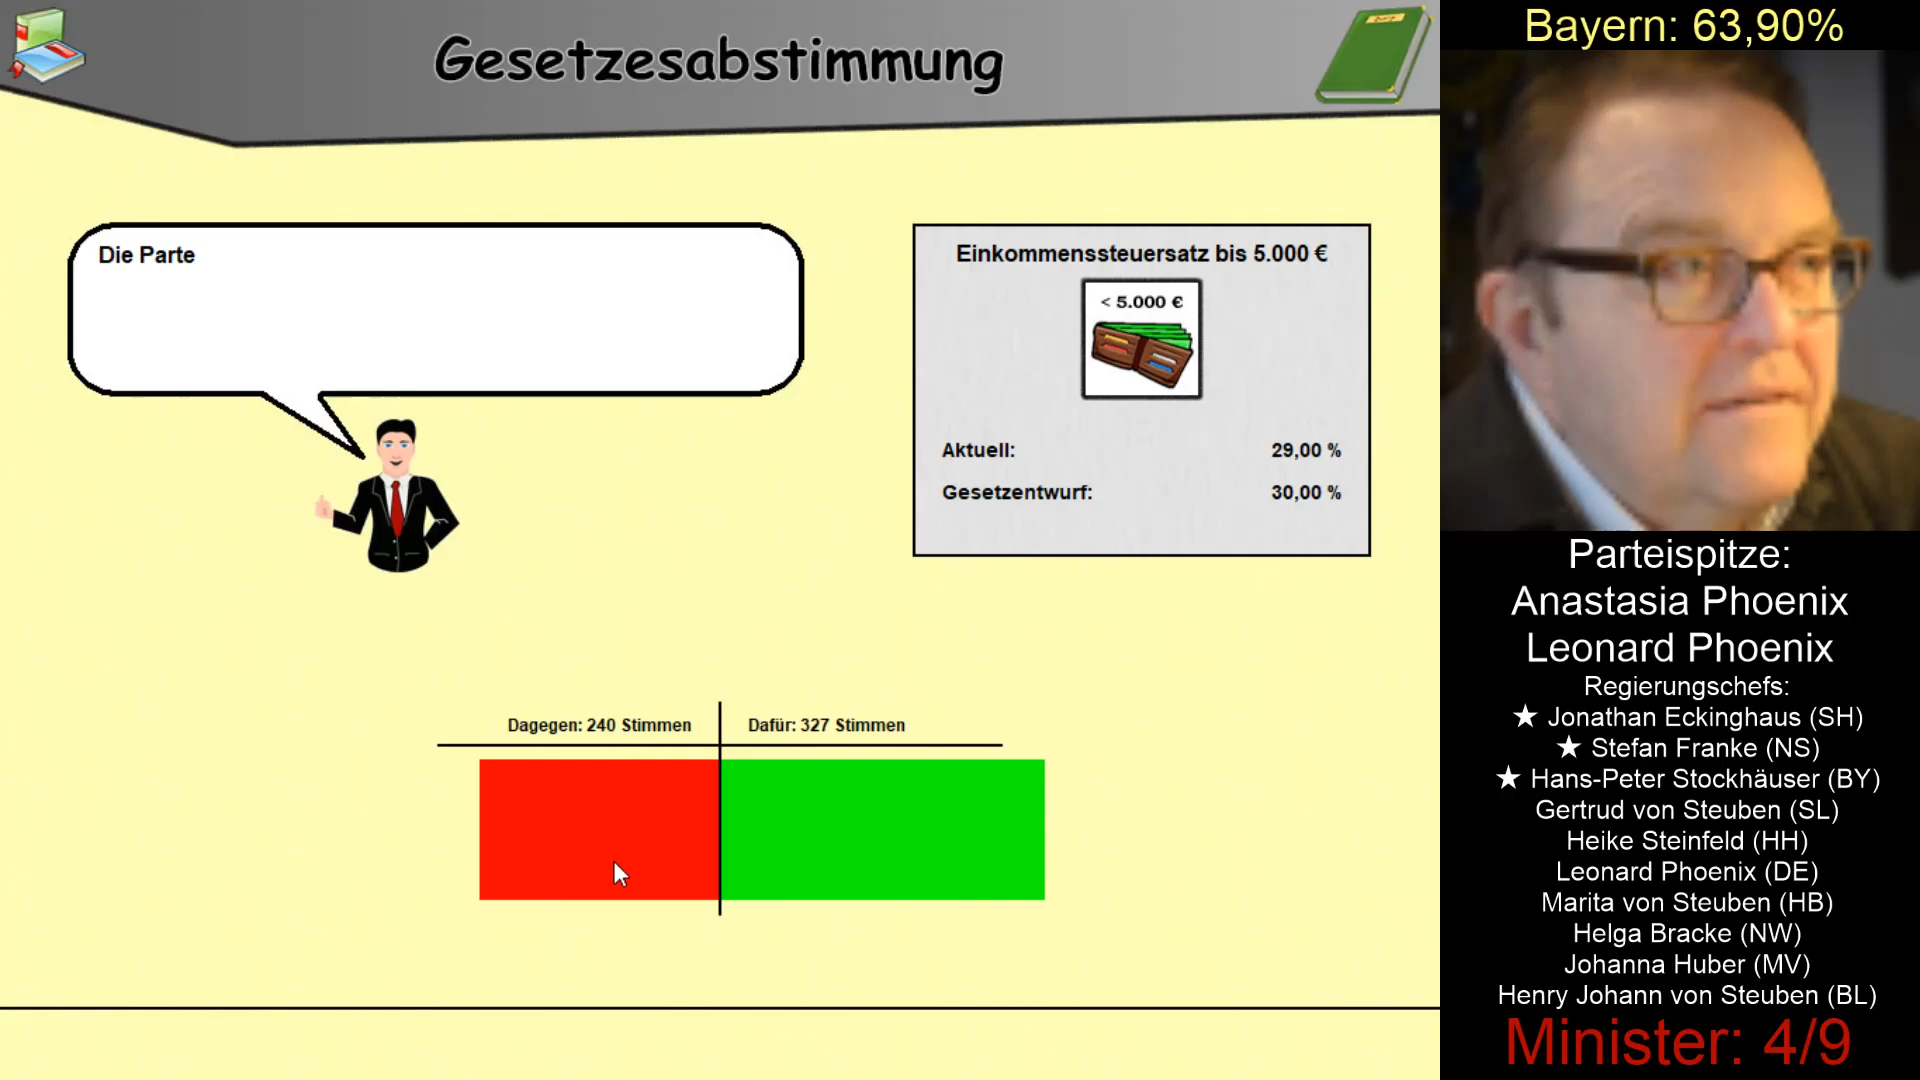 Gesetzesabstimmung
Die Parte
Einkommenssteuersatz bis 5.000 €
< 5.000 €
Aktuell: 29,00 %
Gesetzentwurf: 30,00 %
Dagegen: 240 Stimmen
Dafür: 327 Stimmen
Bayern: 63,90%
Parteispitze:
Anastasia Phoenix
Leonard Phoenix
Regierungschefs:
★ Jonathan Eckinghaus (SH)
★ Stefan Franke (NS)
★ Hans-Peter Stockhäuser (BY)
Gertrud von Steuben (SL)
Heike Steinfeld (HH)
Leonard Phoenix (DE)
Marita von Steuben (HB)
Helga Bracke (NW)
Johanna Huber (MV)
Henry Johann von Steuben (BL)
Minister: 4/9